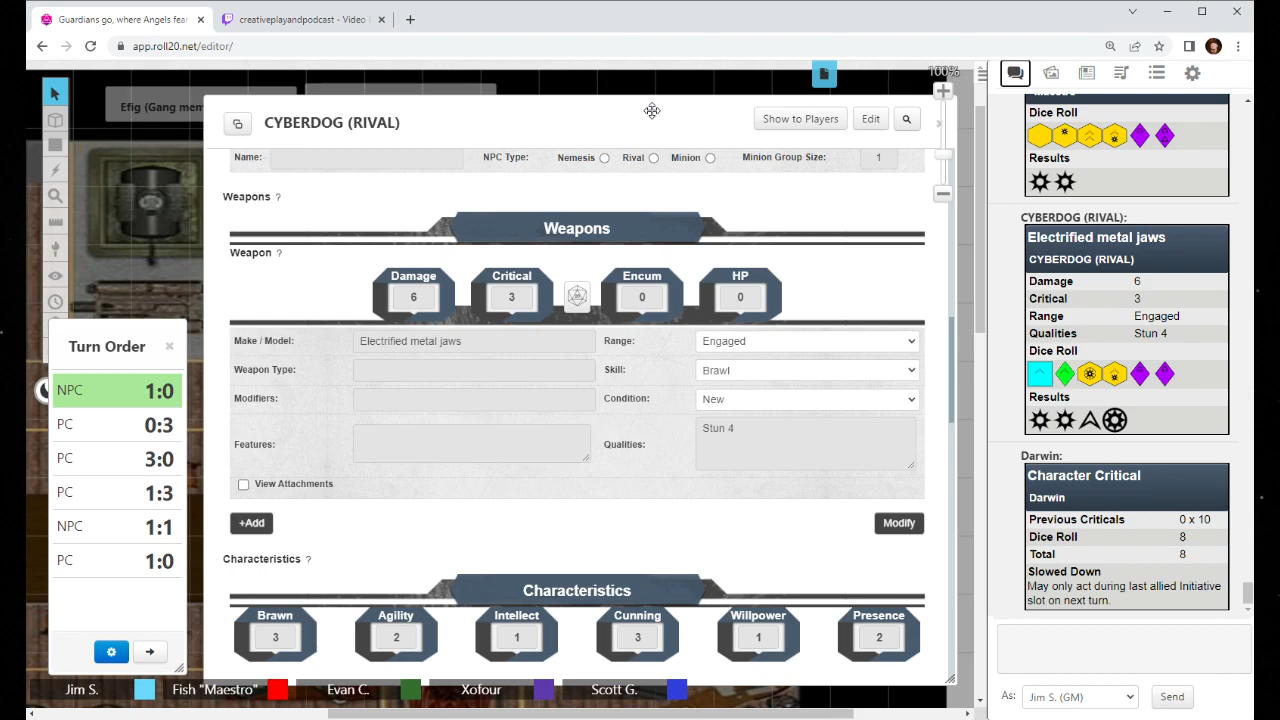 Guardians go, where Angels fear
creativeplayandpodcast - Video
app.roll20.net/editor/
Efig (Gang mem
100%
CYBERDOG (RIVAL)
Show to Players
Edit
Name:
NPC Type:
Nemesis
Rival
Minion
Minion Group Size:
1
Weapons ?
Weapons
Weapon ?
Damage
Critical
Encum
HP
6
3
0
0
Make / Model:
Electrified metal jaws
Range:
Engaged
Weapon Type:
Skill:
Brawl
Modifiers:
Condition:
New
Features:
Qualities:
Stun 4
View Attachments
+Add
Modify
Characteristics ?
Characteristics
Brawn
Agility
Intellect
Cunning
Willpower
Presence
3
2
1
3
1
2
Turn Order
NPC 1:0
PC 0:3
PC 3:0
PC 1:3
NPC 1:1
PC 1:0
Jim S.
Fish "Maestro"
Evan C.
Xofour
Scott G.
Dice Roll
Results
CYBERDOG (RIVAL):
Electrified metal jaws
CYBERDOG (RIVAL)
Damage 6
Critical 3
Range Engaged
Qualities Stun 4
Dice Roll
Results
Darwin:
Character Critical
Darwin
Previous Criticals 0 x 10
Dice Roll 8
Total 8
Slowed Down
May only act during last allied Initiative
slot on next turn.
As:
Jim S. (GM)
Send